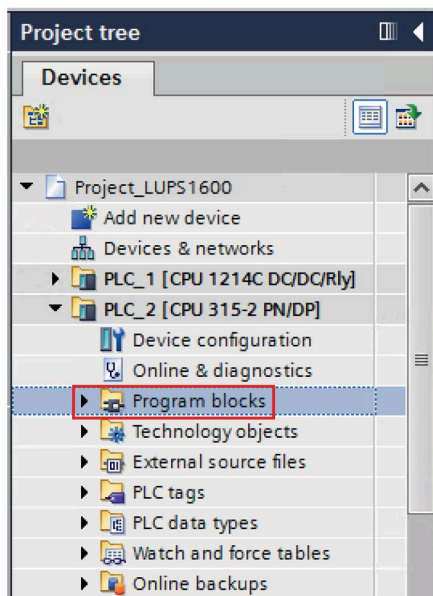 Project tree
Devices
Project_LUPS1600
Add new device
Devices & networks
PLC_1 [CPU 1214C DC/DC/Rly]
PLC_2 [CPU 315-2 PN/DP]
Device configuration
Online & diagnostics
Program blocks
Technology objects
External source files
PLC tags
PLC data types
Watch and force tables
Online backups